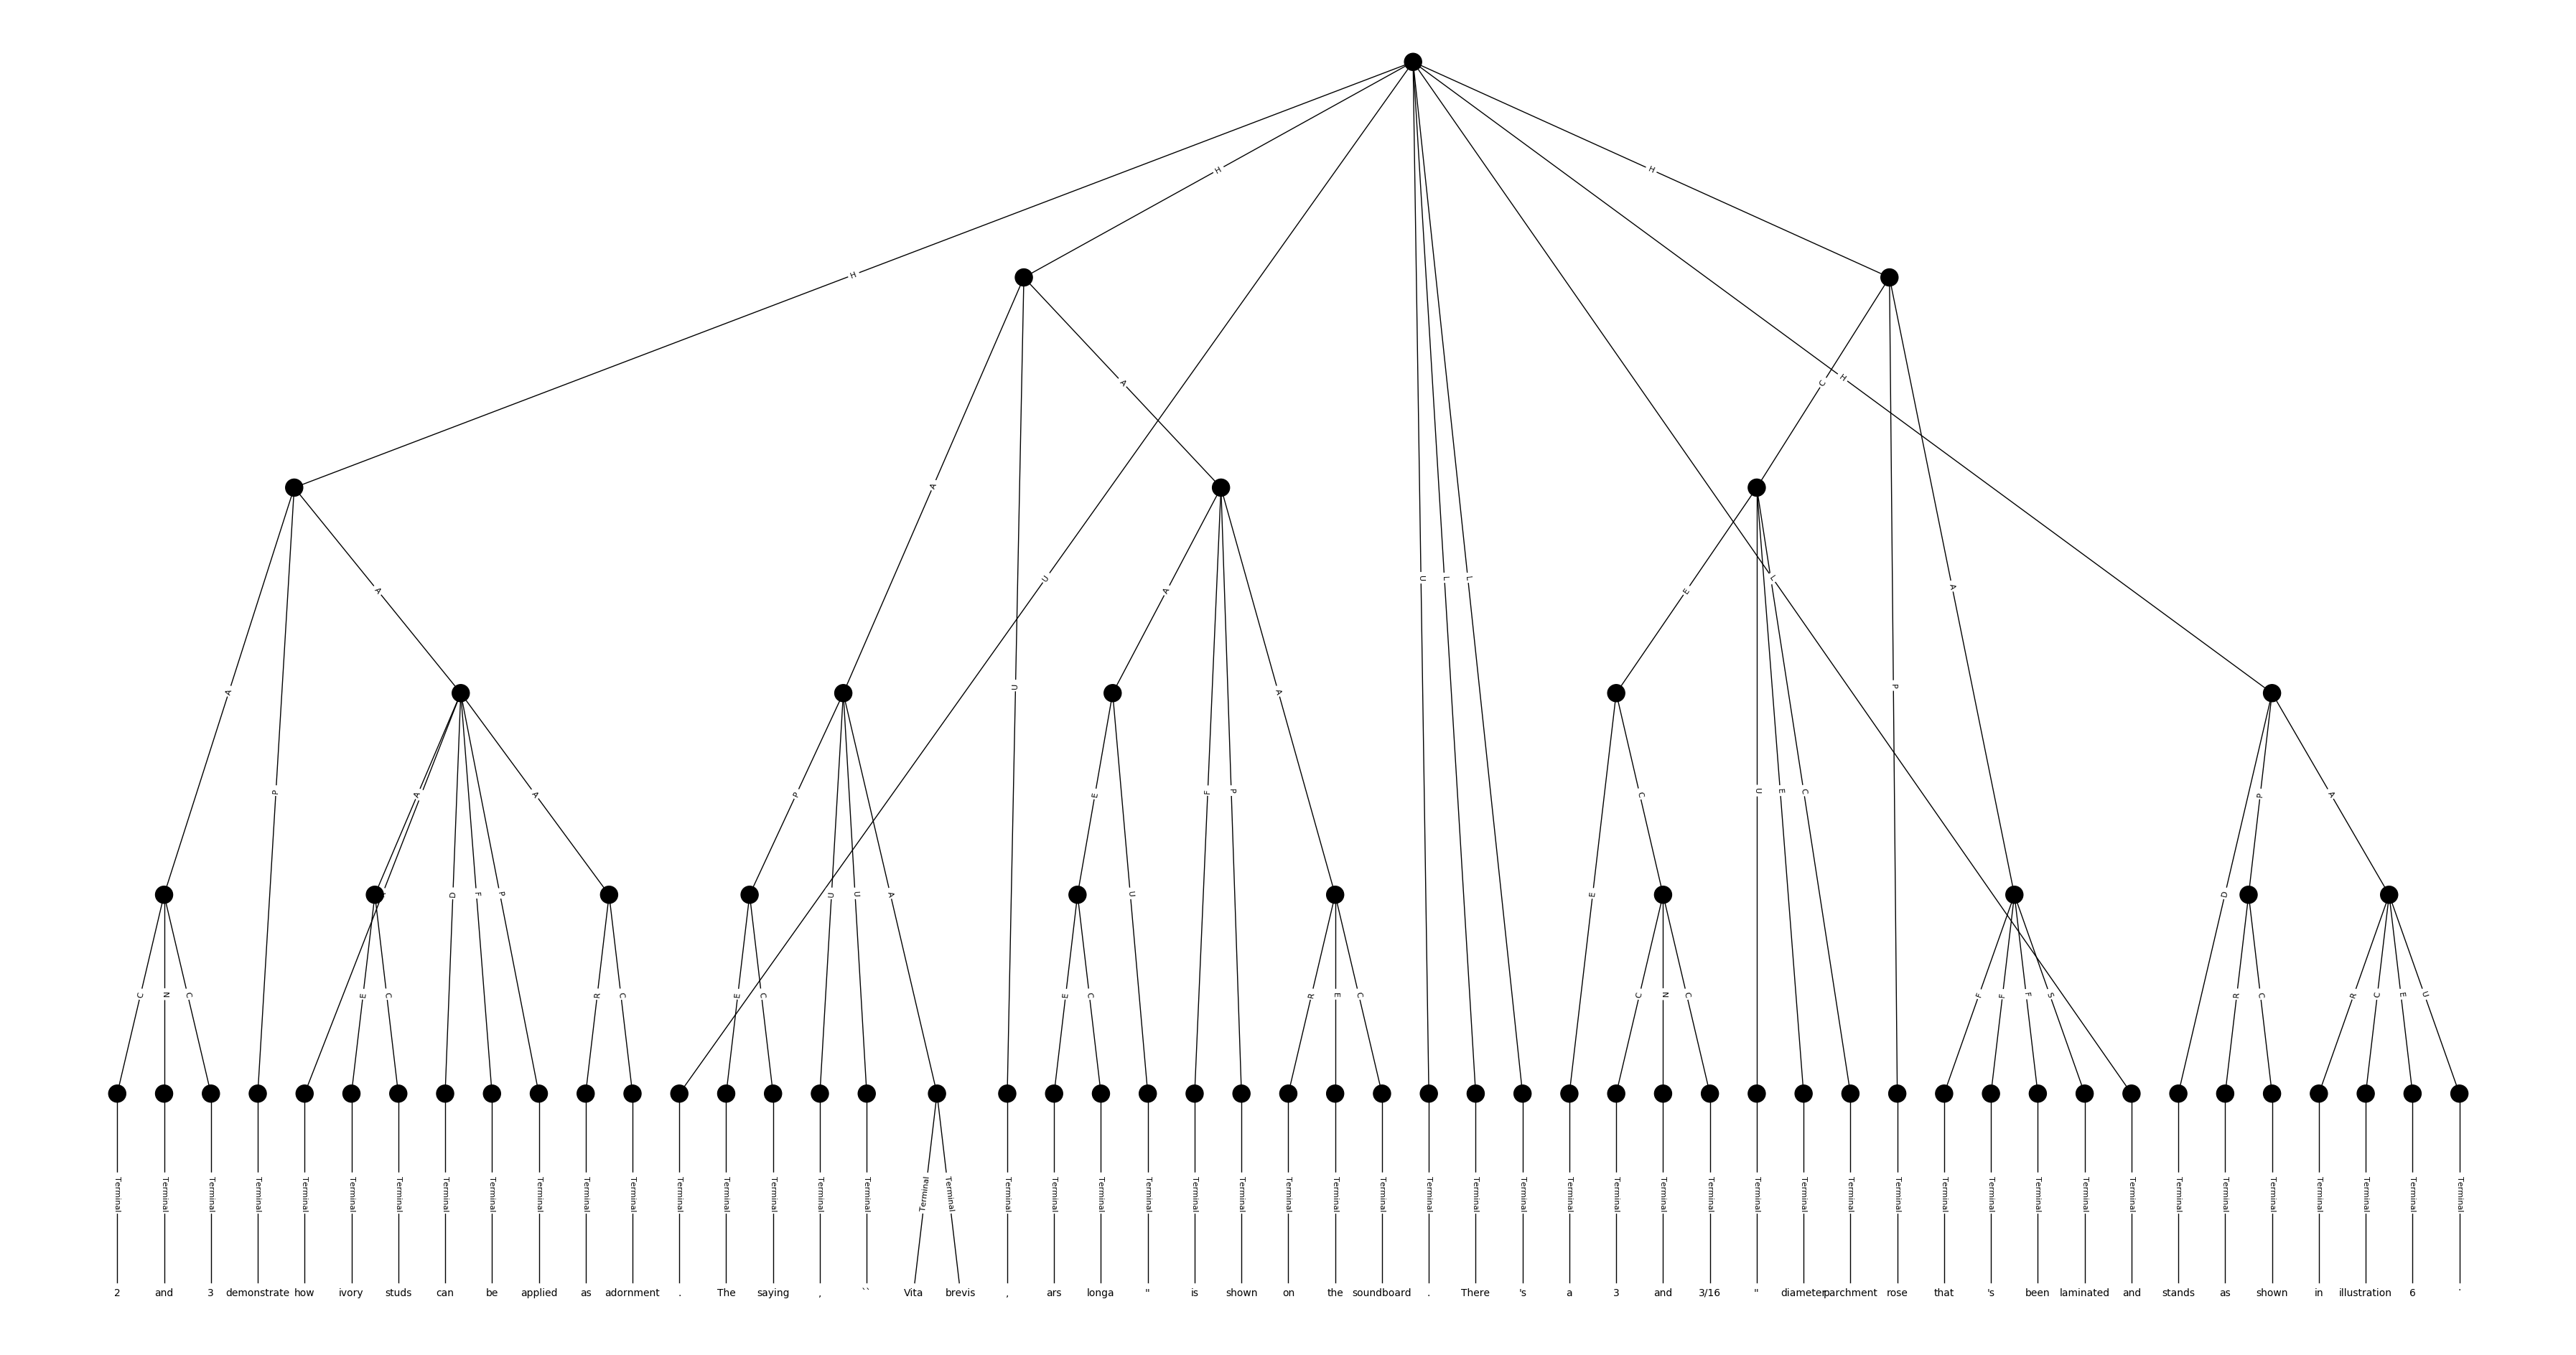 H H H
H
A A C
A A P U A U L L E L P A
A P
P A D F P A P U U A E U F P A E C U E C P A D
C N C E C R C E C E C R E C C N C F F F S R C R C E U
Terminal Terminal Terminal Terminal Terminal Terminal Terminal Terminal Terminal Terminal Terminal Terminal Terminal Terminal Terminal Terminal Terminal Terminal Terminal Terminal Terminal Terminal Terminal Terminal Terminal Terminal Terminal Terminal Terminal Terminal Terminal Terminal Terminal Terminal Terminal Terminal Terminal Terminal Terminal Terminal Terminal Terminal Terminal Terminal Terminal Terminal Terminal Terminal Terminal Terminal Terminal
2 and 3 demonstrate how ivory studs can be applied as adornment . The saying , `` Vita brevis , ars longa " is shown on the soundboard . There 's a 3 and 3/16 " diameter parchment rose that 's been laminated and stands as shown in illustration 6 .